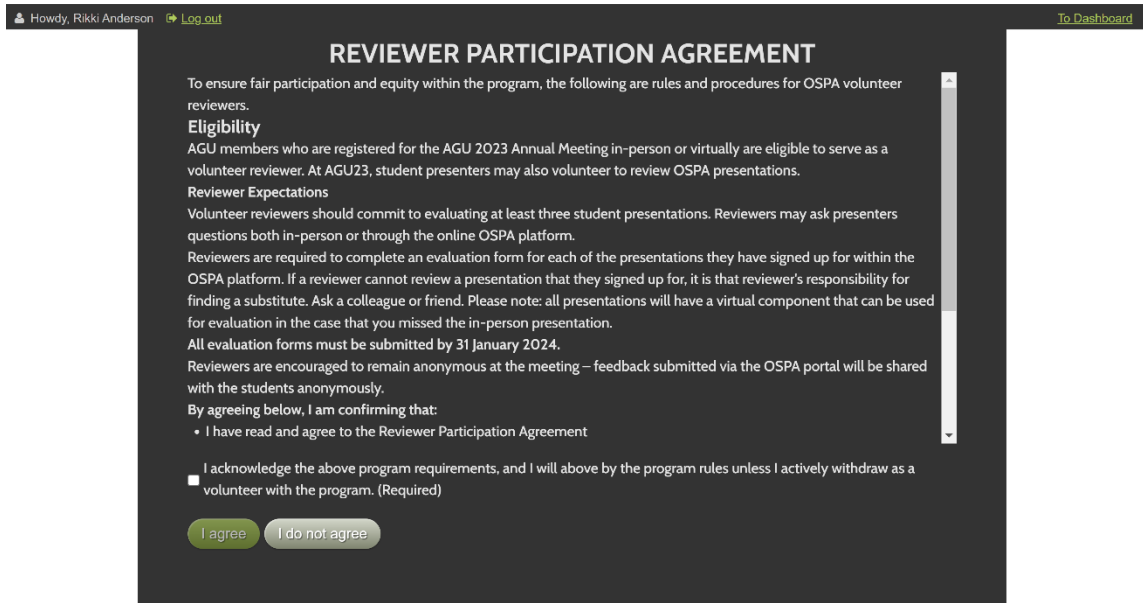 Howdy, Rikki Anderson Log out To Dashboard
REVIEWER PARTICIPATION AGREEMENT
To ensure fair participation and equity within the program, the following are rules and procedures for OSPA volunteer
reviewers.
Eligibility
AGU members who are registered for the AGU 2023 Annual Meeting in-person or virtually are eligible to serve as a
volunteer reviewer. At AGU23, student presenters may also volunteer to review OSPA presentations.
Reviewer Expectations
Volunteer reviewers should commit to evaluating at least three student presentations. Reviewers may ask presenters
questions both in-person or through the online OSPA platform.
Reviewers are required to complete an evaluation form for each of the presentations they have signed up for within the
OSPA platform. If a reviewer cannot review a presentation that they signed up for, it is that reviewer's responsibility for
finding a substitute. Ask a colleague or friend. Please note: all presentations will have a virtual component that can be used
for evaluation in the case that you missed the in-person presentation.
All evaluation forms must be submitted by 31 January 2024.
Reviewers are encouraged to remain anonymous at the meeting – feedback submitted via the OSPA portal will be shared
with the students anonymously.
By agreeing below, I am confirming that:
• I have read and agree to the Reviewer Participation Agreement
I acknowledge the above program requirements, and I will above by the program rules unless I actively withdraw as a
volunteer with the program. (Required)
I agree I do not agree